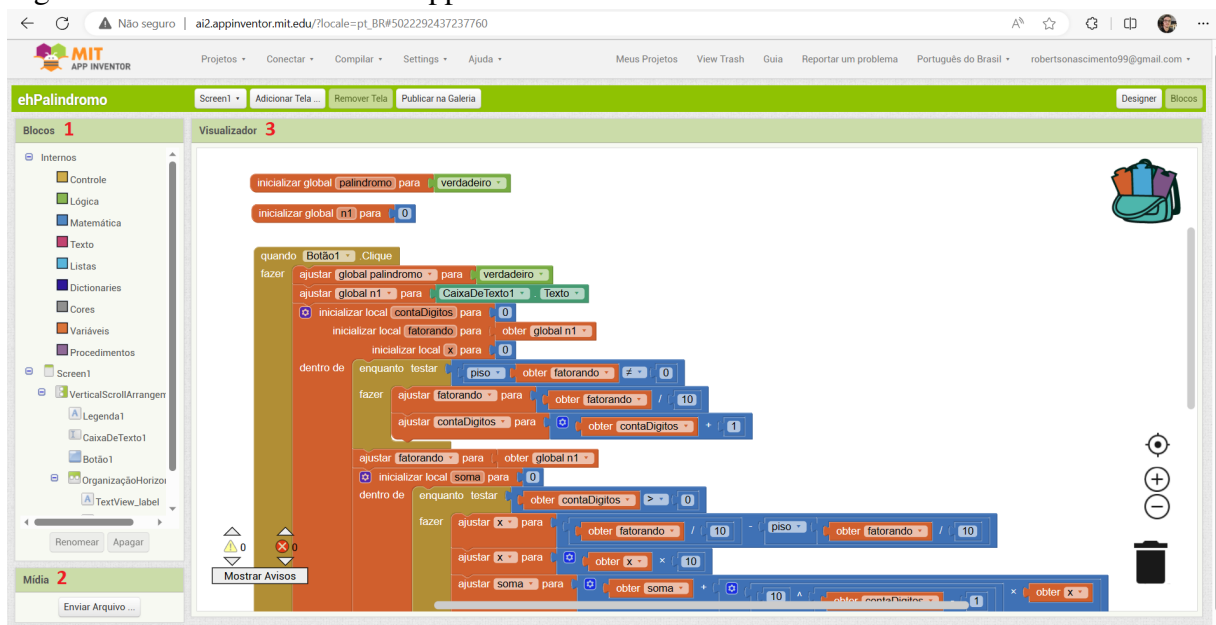 Não seguro
ai2.appinventor.mit.edu/?locale=pt_BR#5022292437237760
MIT
APP INVENTOR
Projetos Conectar Compilar Settings Ajuda
Meus Projetos View Trash Guia Reportar um problema Português do Brasil robertsonascimento99@gmail.com
ehPalindromo
Screen1 Adicionar Tela ... Remover Tela Publicar na Galeria
Designer Blocos
Blocos 1
Internos
Controle
Lógica
Matemática
Texto
Listas
Dictionaries
Cores
Variáveis
Procedimentos
Screen1
VerticalScrollArrangem
Legenda1
CaixaDeTexto1
Botão1
OrganizaçãoHorizon
TextView_label
Renomear Apagar
Mídia 2
Enviar Arquivo ...
Visualizador 3
inicializar global palindromo para verdadeiro
inicializar global n1 para 0
quando Botão1 .Clique
fazer ajustar global palindromo para verdadeiro
ajustar global n1 para CaixaDeTexto1 . Texto
inicializar local contaDigitos para 0
inicializar local fatorando para obter global n1
inicializar local x para 0
dentro de enquanto testar piso obter fatorando ≠ 0
fazer ajustar fatorando para obter fatorando / 10
ajustar contaDigitos para obter contaDigitos + 1
ajustar fatorando para obter global n1
inicializar local soma para 0
dentro de enquanto testar obter contaDigitos > 0
fazer ajustar x para obter fatorando / 10 - piso obter fatorando / 10
ajustar x para obter x × 10
ajustar soma para obter soma + 10 ^ obter contaDigitos - 1 × obter x
0 0
Mostrar Avisos